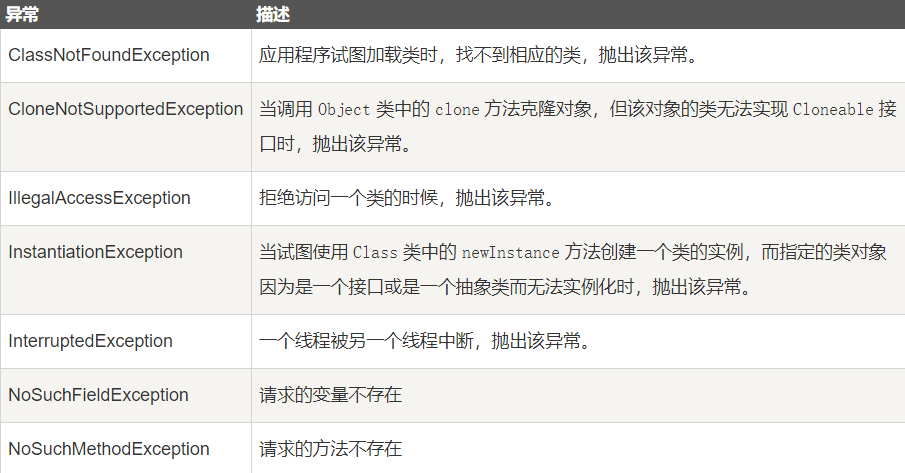 异常 描述
ClassNotFoundException 应用程序试图加载类时，找不到相应的类，抛出该异常。
CloneNotSupportedException 当调用 Object 类中的 clone 方法克隆对象，但该对象的类无法实现 Cloneable 接
口时，抛出该异常。
IllegalAccessException 拒绝访问一个类的时候，抛出该异常。
InstantiationException 当试图使用 Class 类中的 newInstance 方法创建一个类的实例，而指定的类对象
因为是一个接口或是一个抽象类而无法实例化时，抛出该异常。
InterruptedException 一个线程被另一个线程中断，抛出该异常。
NoSuchFieldException 请求的变量不存在
NoSuchMethodException 请求的方法不存在